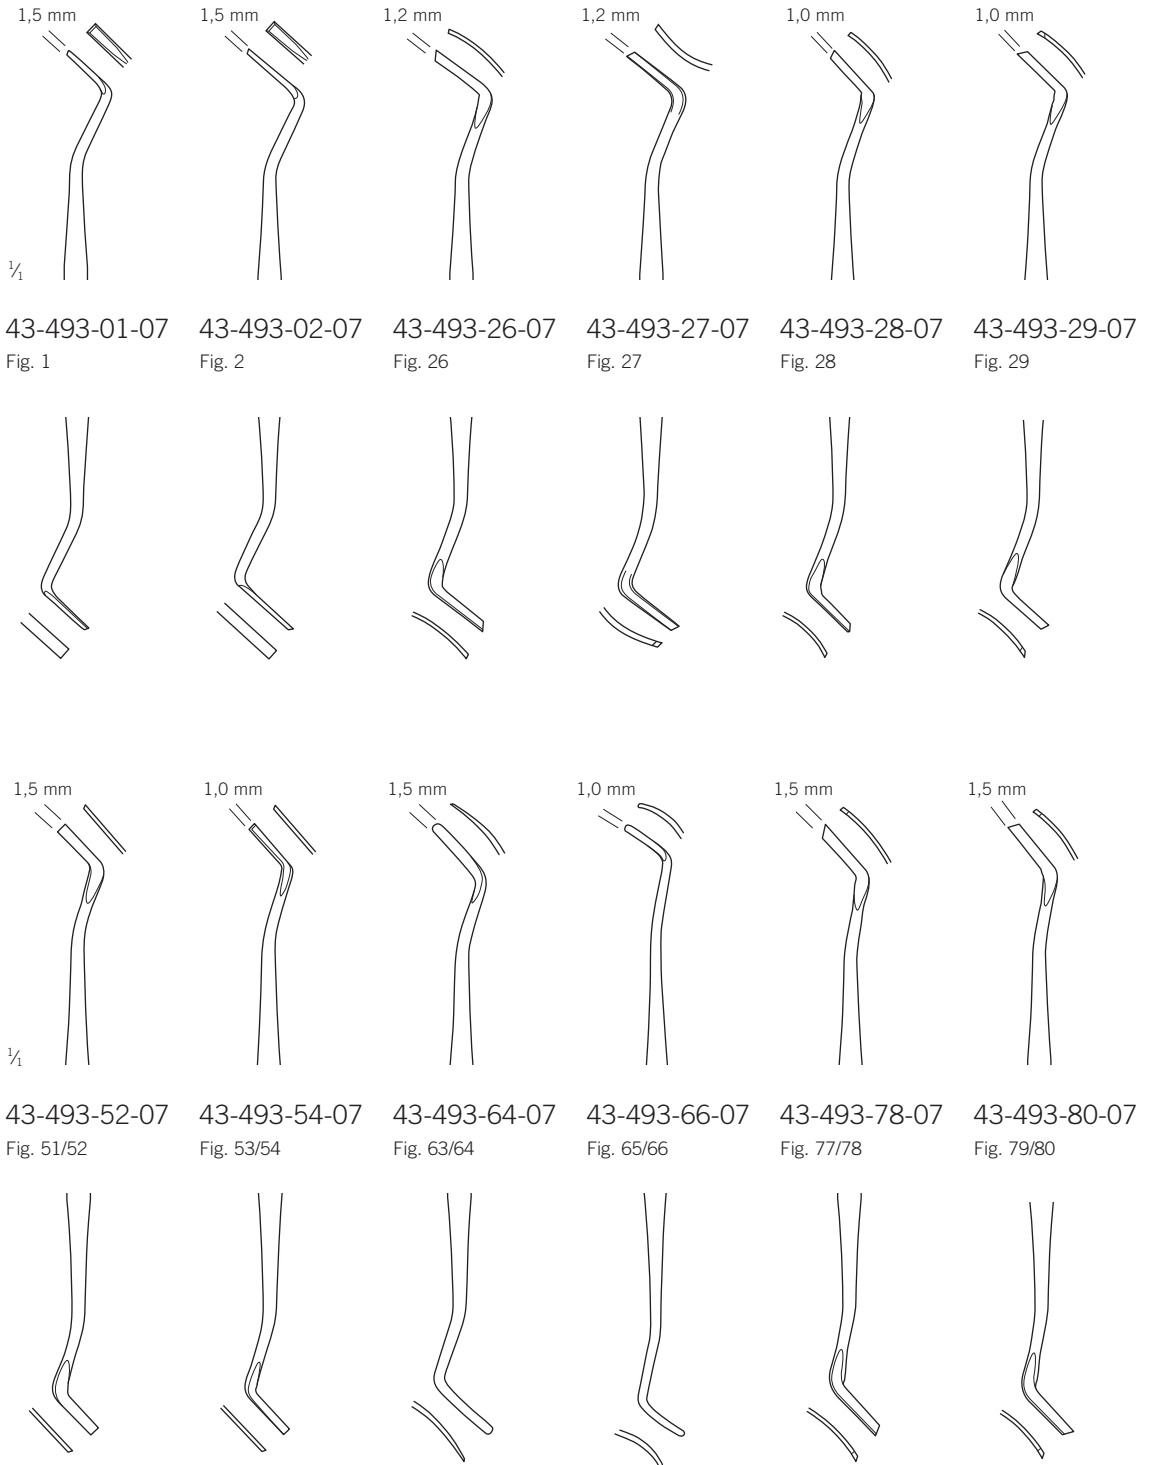 1,5 mm 1,5 mm 1,2 mm 1,2 mm 1,0 mm 1,0 mm
1/1
43-493-01-07 43-493-02-07 43-493-26-07 43-493-27-07 43-493-28-07 43-493-29-07
Fig. 1 Fig. 2 Fig. 26 Fig. 27 Fig. 28 Fig. 29
1,5 mm 1,0 mm 1,5 mm 1,0 mm 1,5 mm 1,5 mm
1/1
43-493-52-07 43-493-54-07 43-493-64-07 43-493-66-07 43-493-78-07 43-493-80-07
Fig. 51/52 Fig. 53/54 Fig. 63/64 Fig. 65/66 Fig. 77/78 Fig. 79/80